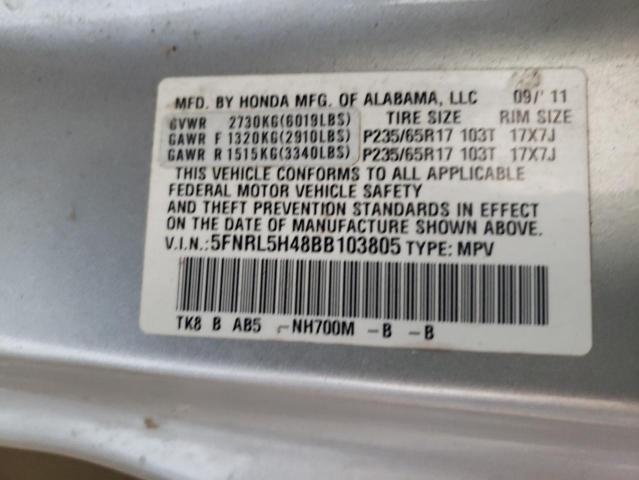 MFD. BY HONDA MFG. OF ALABAMA, LLC 09/'11
TIRE SIZE RIM SIZE
GVWR 2730KG(6019LBS)
GAWR F 1320KG(2910LBS) P235/65R17 103T 17X7J
GAWR R 1515KG(3340LBS) P235/65R17 103T 17X7J
THIS VEHICLE CONFORMS TO ALL APPLICABLE
FEDERAL MOTOR VEHICLE SAFETY
AND THEFT PREVENTION STANDARDS IN EFFECT
ON THE DATE OF MANUFACTURE SHOWN ABOVE.
V.I.N.:5FNRL5H48BB103805 TYPE: MPV
TK8 B AB5 -NH700M -B -B